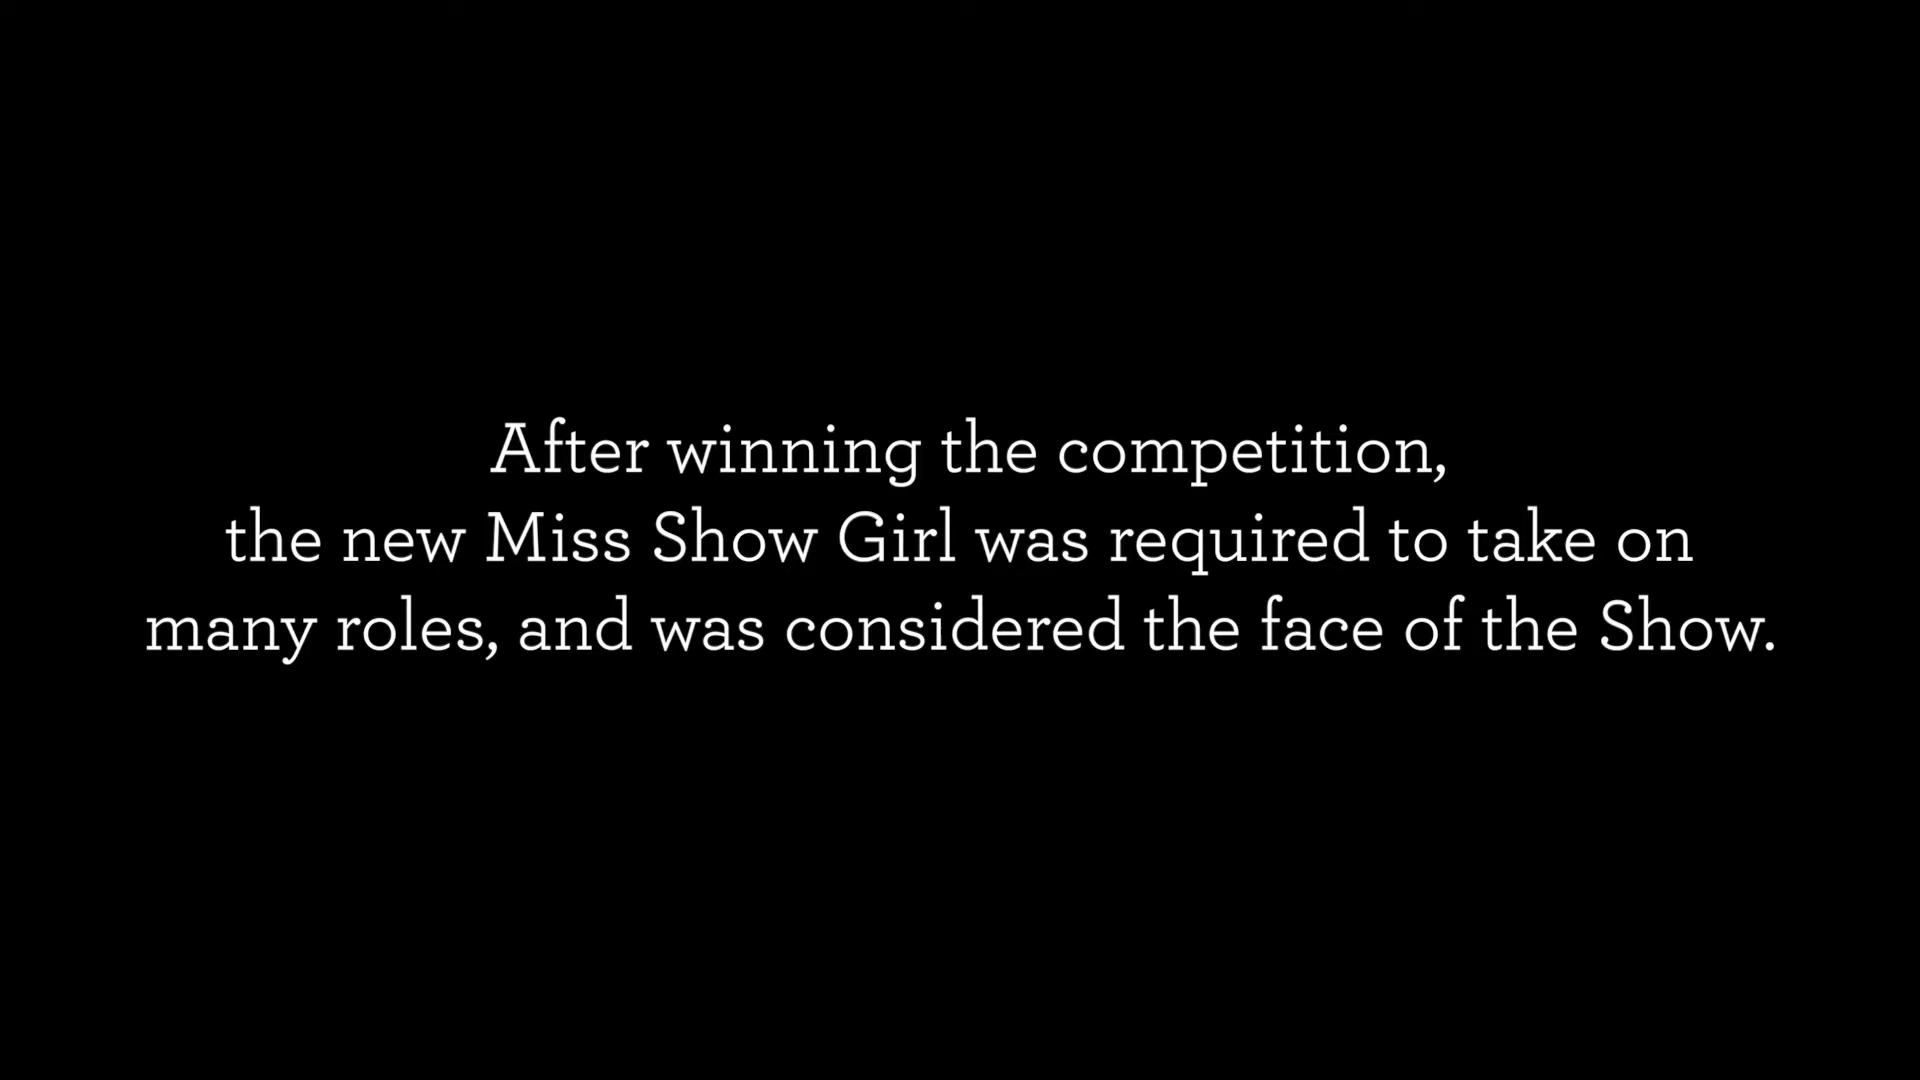 After winning the competition,
the new Miss Show Girl was required to take on
many roles, and was considered the face of the Show.